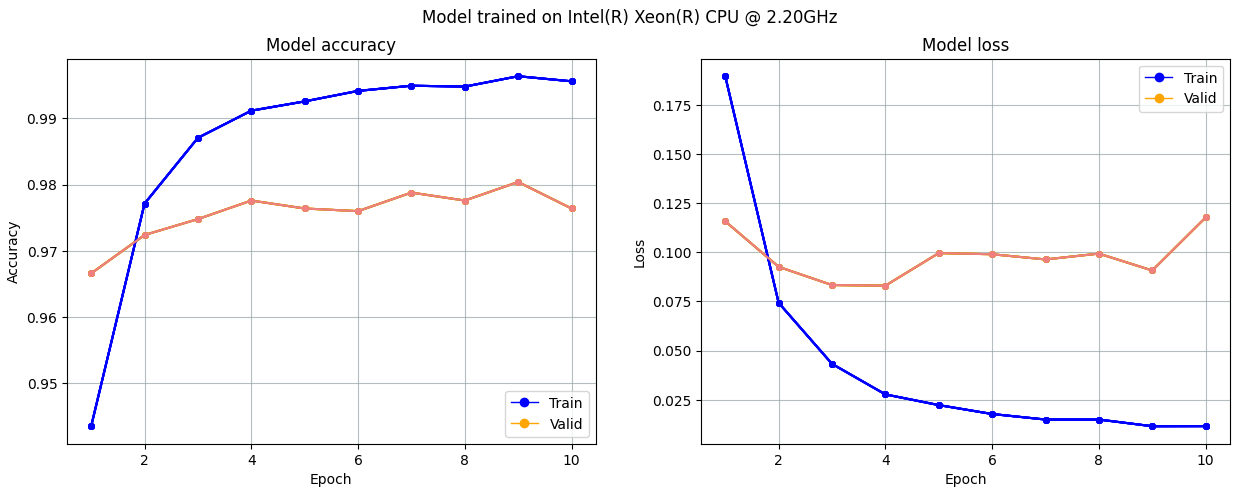 Model trained on Intel(R) Xeon(R) CPU @ 2.20GHz
Model accuracy
0.99
0.98
0.97
0.96
0.95
Accuracy
Train
Valid
2
4
6
8
10
Epoch
Model loss
Train
Valid
0.175
0.150
0.125
0.100
0.075
0.050
0.025
Loss
2
4
6
8
10
Epoch